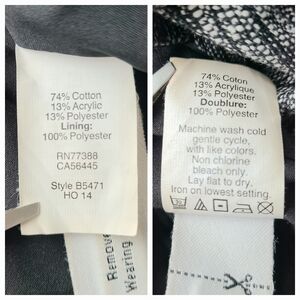 74% Cotton
13% Acrylic
13% Polyester
Lining:
100% Polyester
RN77388
CA56445
Style B5471
HO 14
Remove
Wearing
74% Coton
13% Acrylique
13% Polyester
Doublure:
100% Polyester
Machine wash cold
gentle cycle,
with like colors.
Non chlorine
bleach only.
Lay flat to dry.
Iron on lowest setting.